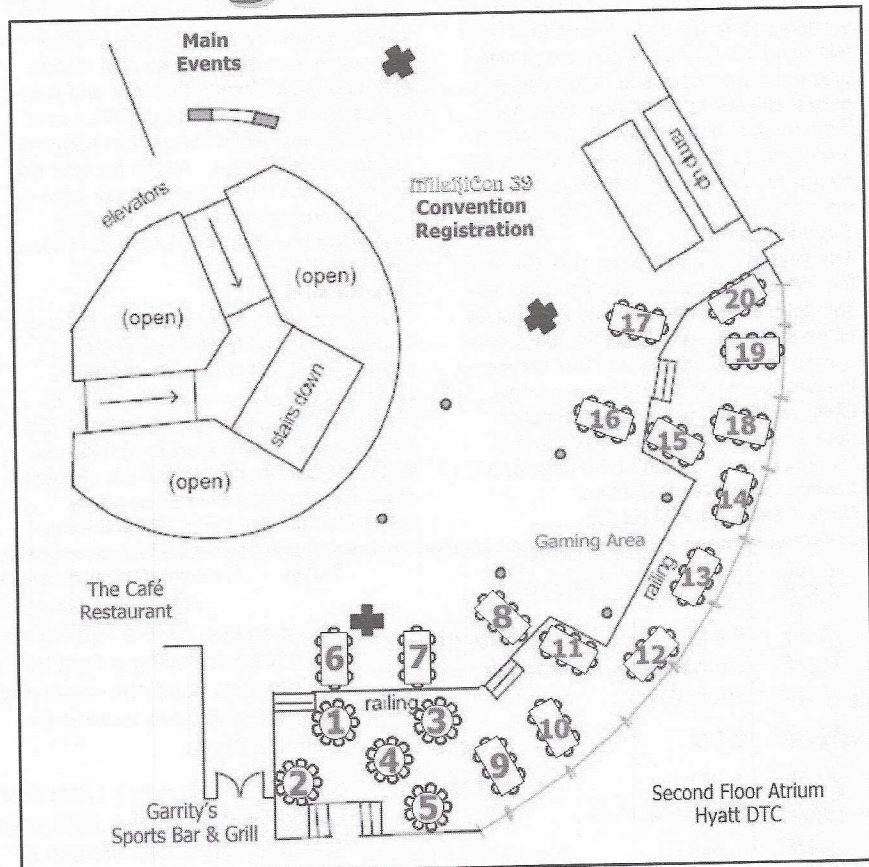 Main
Events
elevators
MileHiCon 39
Convention
Registration
ramp up
(open)
(open)
stairs down
(open)
20
17
19
16
15
18
14
Gaming Area
railing
13
The Café
Restaurant
8
11
12
6
7
railing
1
3
10
4
9
2
5
Garrity's
Sports Bar & Grill
Second Floor Atrium
Hyatt DTC